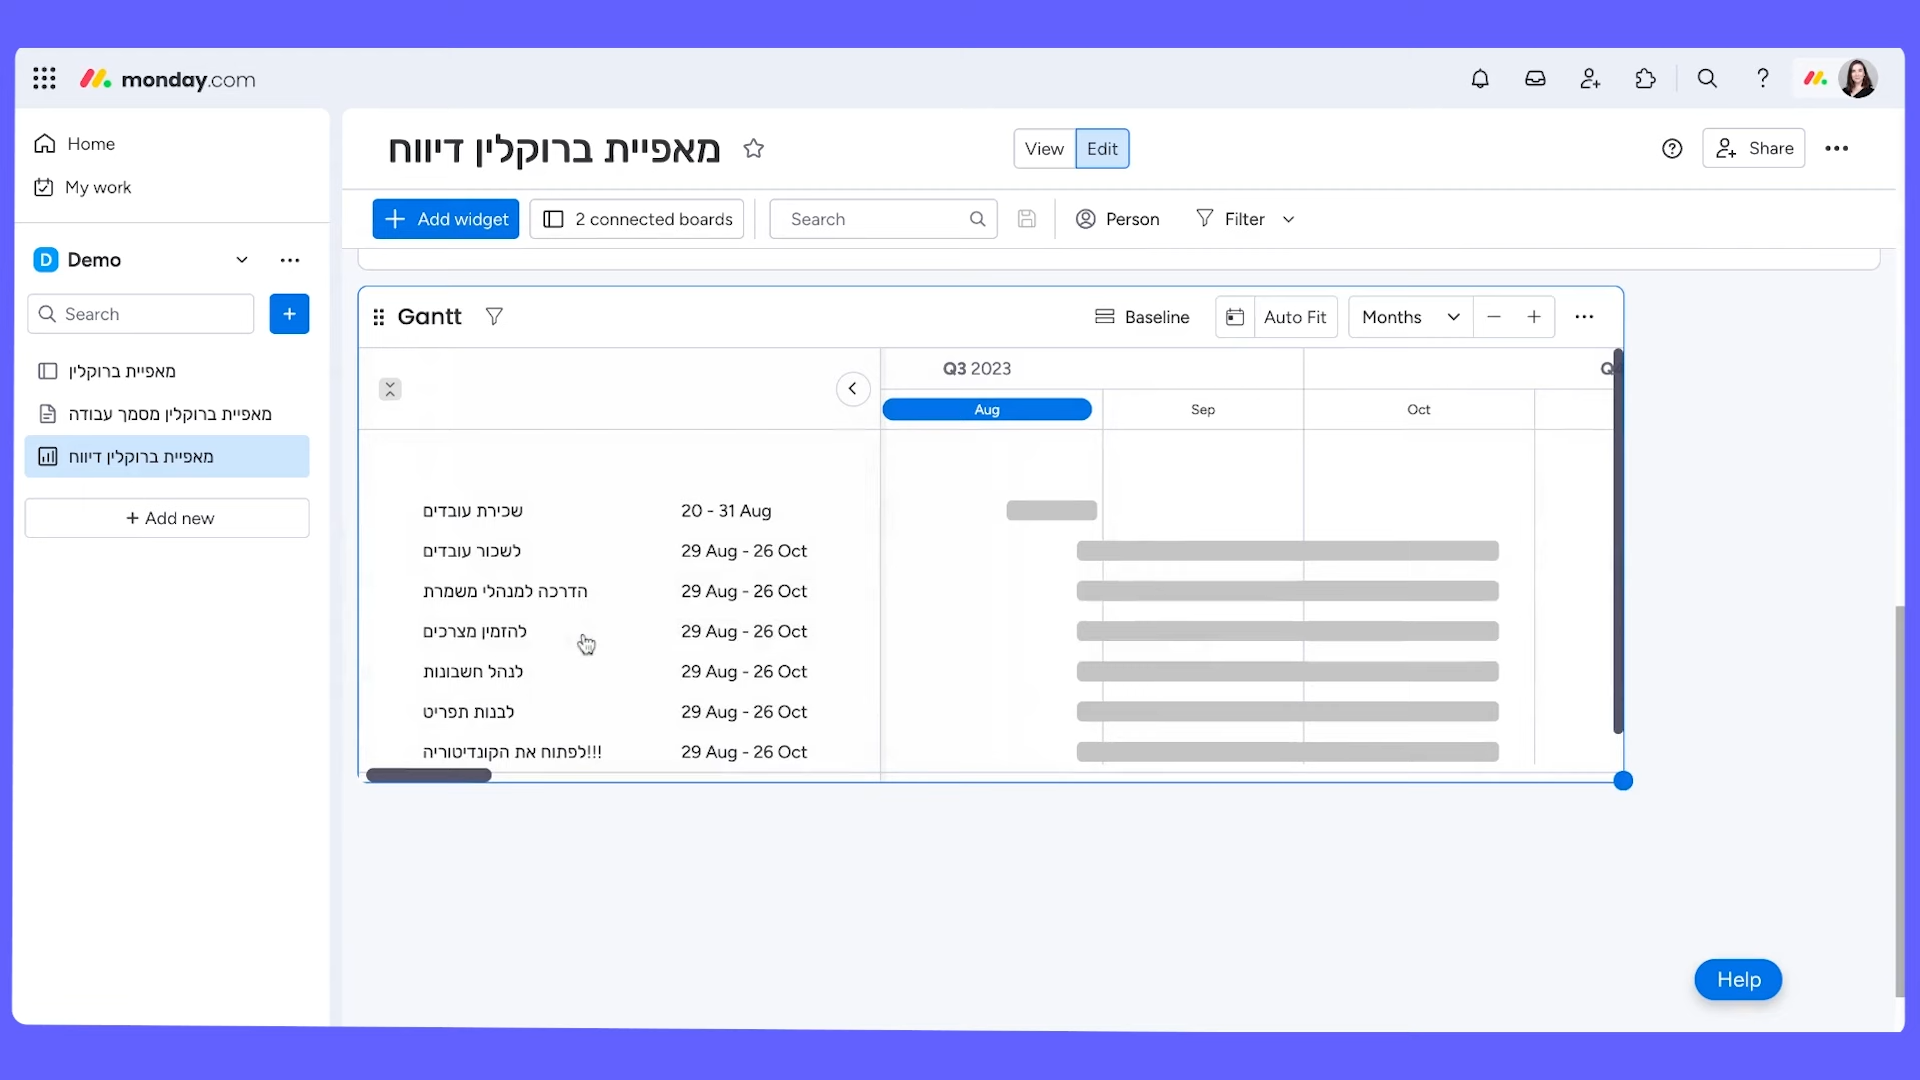 monday.com
Home
My work
D Demo
Search
מאפיית ברוקלין
מאפיית ברוקלין מסמך עבודה
מאפיית ברוקלין דיווח
+ Add new
מאפיית ברוקלין דיווח
View Edit
Share
Add widget 2 connected boards Search Person Filter
Gantt Baseline Auto Fit Months
Q3 2023
Aug Sep Oct
שכירת עובדים 20 - 31 Aug
לשכור עובדים 29 Aug - 26 Oct
הדרכה למנהלי משמרת 29 Aug - 26 Oct
להזמין מצרכים 29 Aug - 26 Oct
לנהל חשבונות 29 Aug - 26 Oct
לבנות תפריט 29 Aug - 26 Oct
לפתוח את הקונדיטוריה!!! 29 Aug - 26 Oct
Help